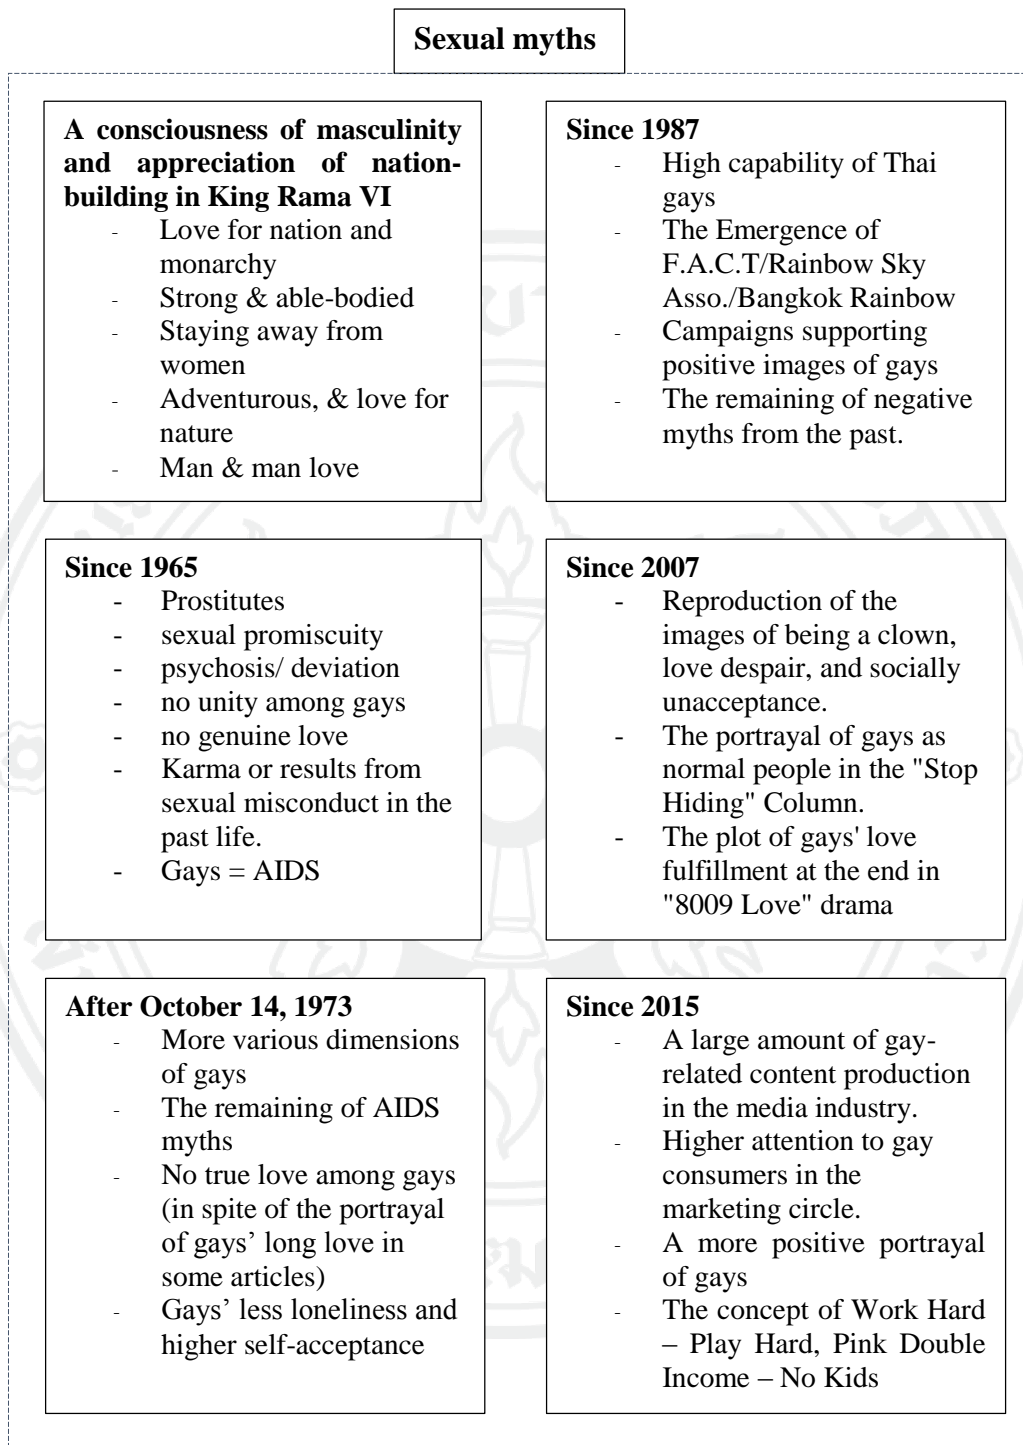 Sexual myths
A consciousness of masculinity
and appreciation of nation-
building in King Rama VI
- Love for nation and
monarchy
- Strong & able-bodied
- Staying away from
women
- Adventurous, & love for
nature
- Man & man love
Since 1965
- Prostitutes
- sexual promiscuity
- psychosis/ deviation
- no unity among gays
- no genuine love
- Karma or results from
sexual misconduct in the
past life.
- Gays = AIDS
After October 14, 1973
- More various dimensions
of gays
- The remaining of AIDS
myths
- No true love among gays
(in spite of the portrayal
of gays’ long love in
some articles)
- Gays’ less loneliness and
higher self-acceptance
Since 1987
- High capability of Thai
gays
- The Emergence of
F.A.C.T/Rainbow Sky
Asso./Bangkok Rainbow
- Campaigns supporting
positive images of gays
- The remaining of negative
myths from the past.
Since 2007
- Reproduction of the
images of being a clown,
love despair, and socially
unacceptance.
- The portrayal of gays as
normal people in the "Stop
Hiding" Column.
- The plot of gays' love
fulfillment at the end in
"8009 Love" drama
Since 2015
- A large amount of gay-
related content production
in the media industry.
- Higher attention to gay
consumers in the
marketing circle.
- A more positive portrayal
of gays
- The concept of Work Hard
– Play Hard, Pink Double
Income – No Kids